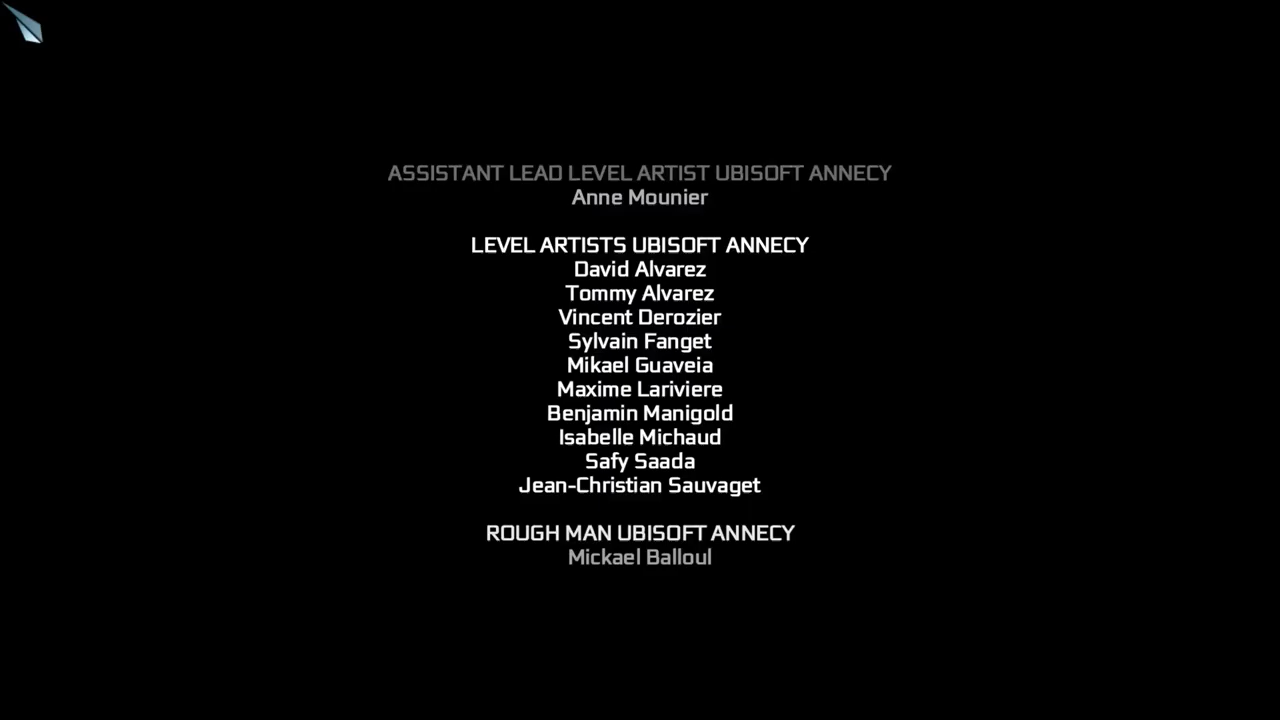 ASSISTANT LEAD LEVEL ARTIST UBISOFT ANNECY
Anne Mounier
LEVEL ARTISTS UBISOFT ANNECY
David Alvarez
Tommy Alvarez
Vincent Derozier
Sylvain Fanget
Mikael Guaveia
Maxime Lariviere
Benjamin Manigold
Isabelle Michaud
Safy Saada
Jean-Christian Sauvaget
ROUGH MAN UBISOFT ANNECY
Mickael Balloul